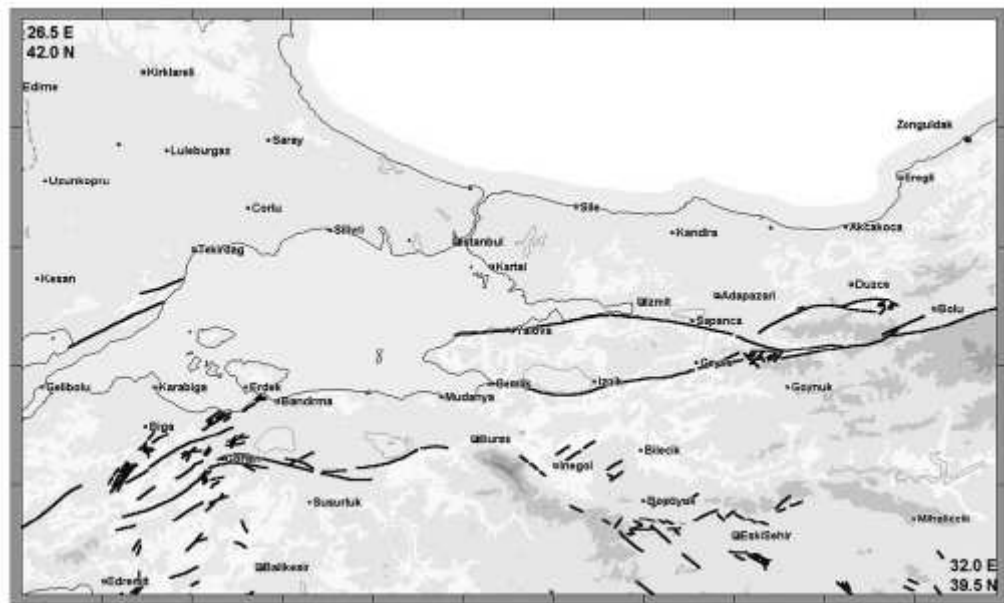 26.5 E
42.0 N
Kirklareli
Edirne
Zonguldak
Saray
Luleburgaz
Uzunkopru
Eregli
Corlu
Sile
Silivri
Kandira
Akcakoca
Istanbul
Tekirdag
Kartal
Kesan
Duzce
Izmit
Adapazari
Bolu
Sapanca
Yalova
Geyve
Gelibolu
Karabiga
Erdek
Gemlik
Iznik
Goynuk
Bandirma
Mudanya
Biga
Bursa
Bilecik
Gonen
Inegol
Susurluk
Bozoyuk
Mihaliccik
EskiSehir
Balikesir
32.0 E
Edremit
39.5 N